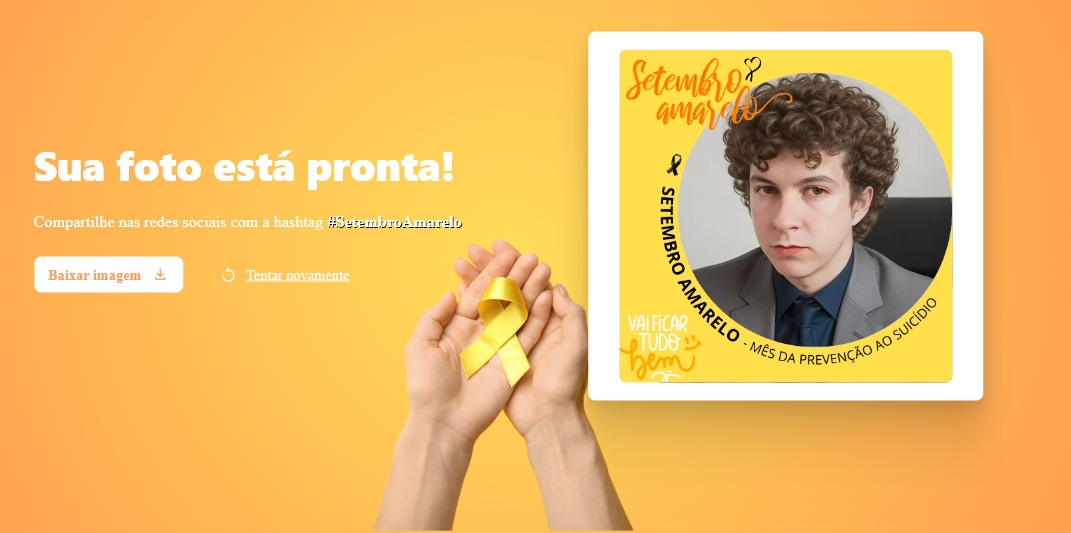 Sua foto está pronta!
Compartilhe nas redes sociais com a hashtag #SetembroAmarelo
Baixar imagem
Tentar novamente
Setembro
amarelo
SETEMBRO AMARELO - MÊS DA PREVENÇÃO AO SUICÍDIO
VAI FICAR
TUDO
bem